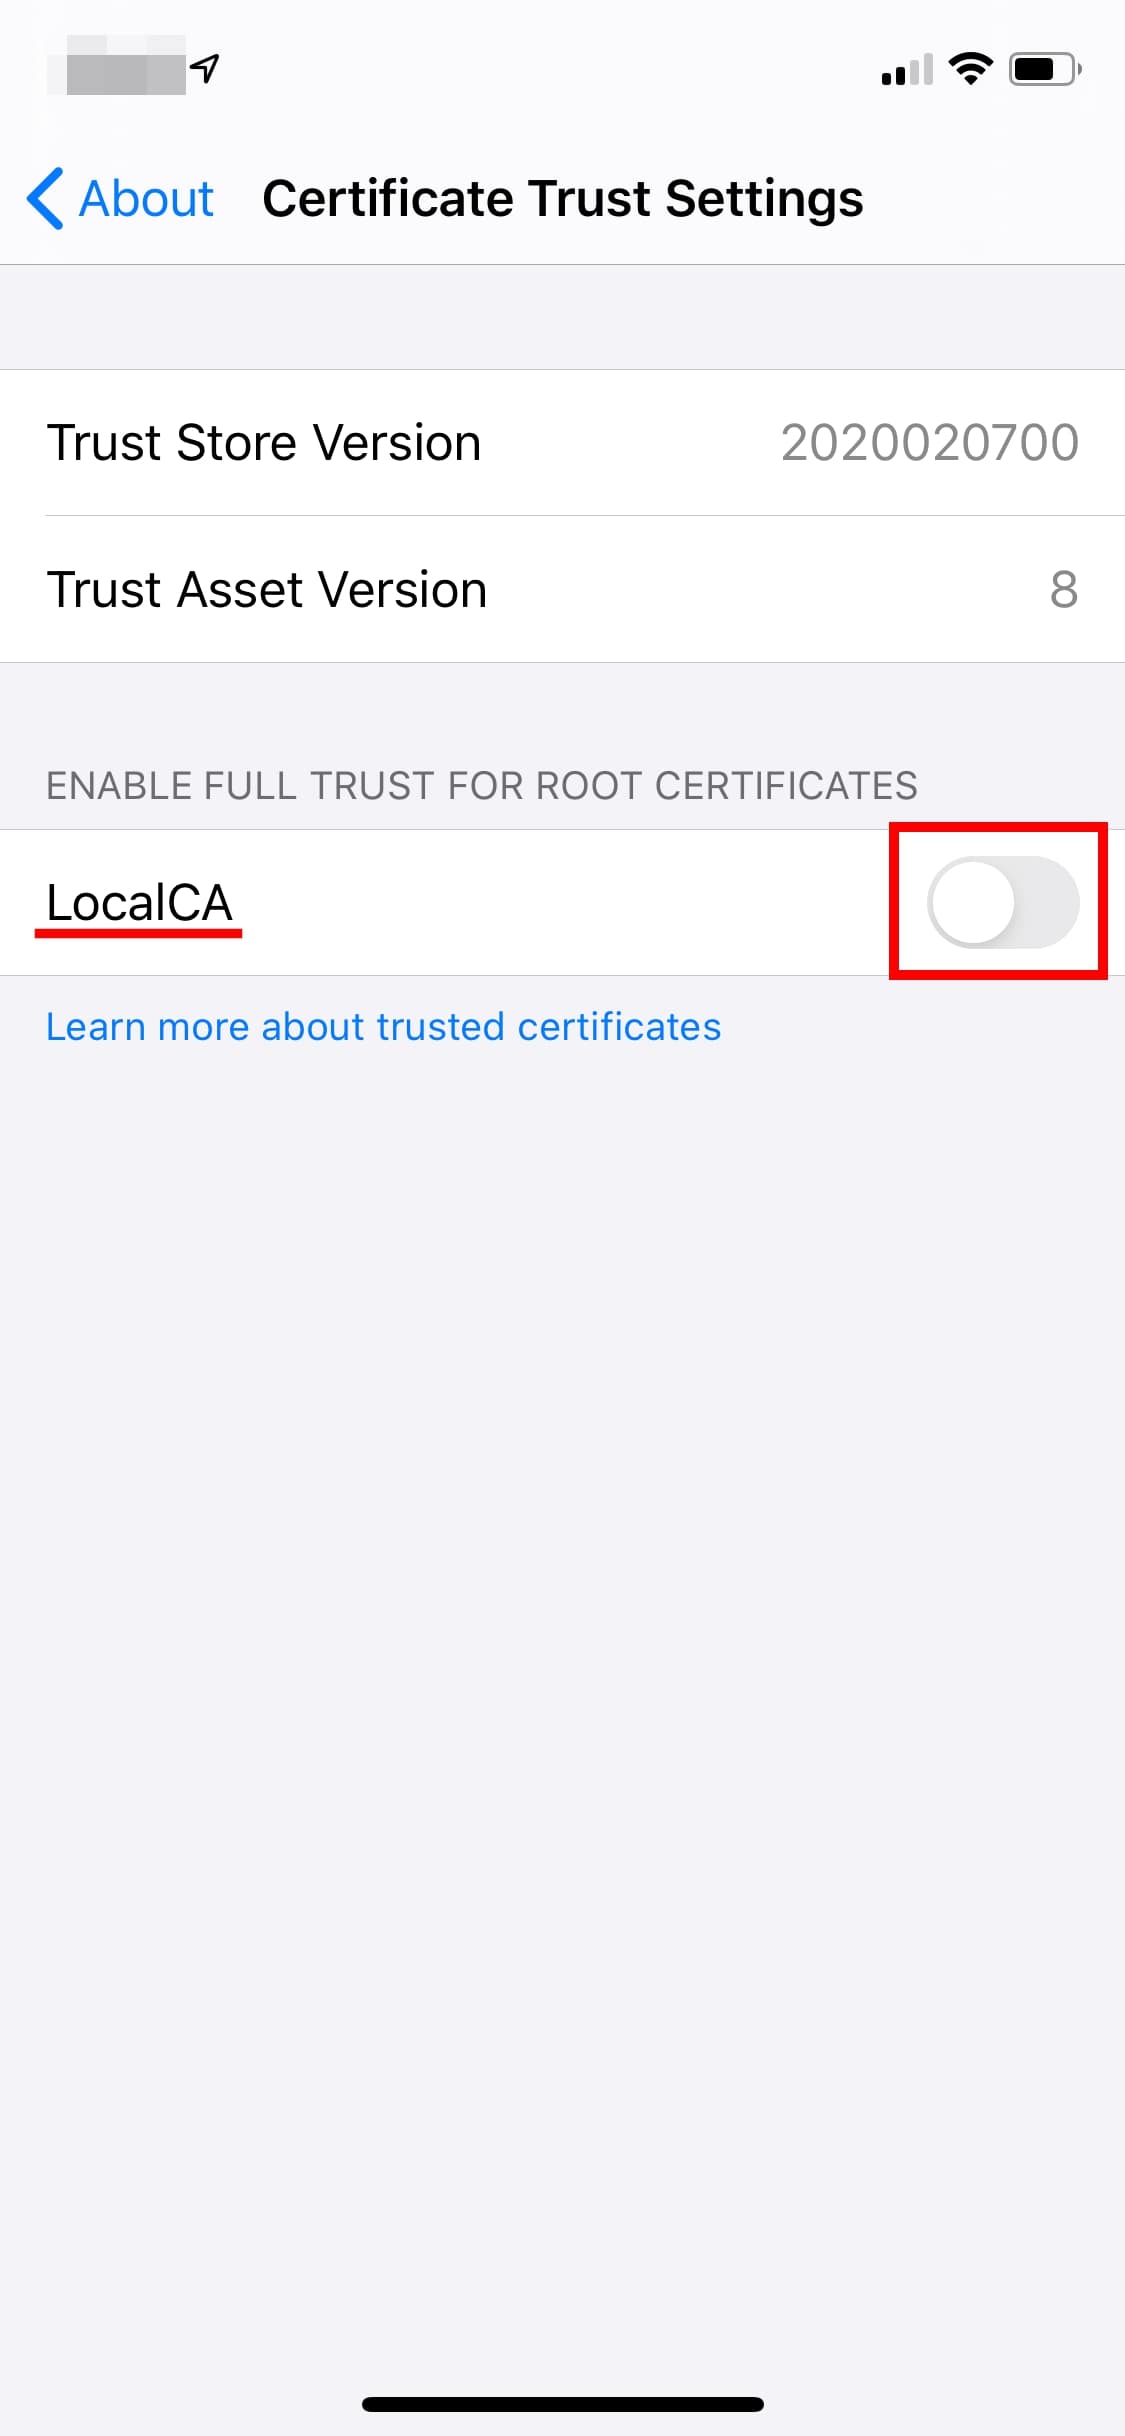 About Certificate Trust Settings
Trust Store Version 2020020700
Trust Asset Version 8
ENABLE FULL TRUST FOR ROOT CERTIFICATES
LocalCA
Learn more about trusted certificates